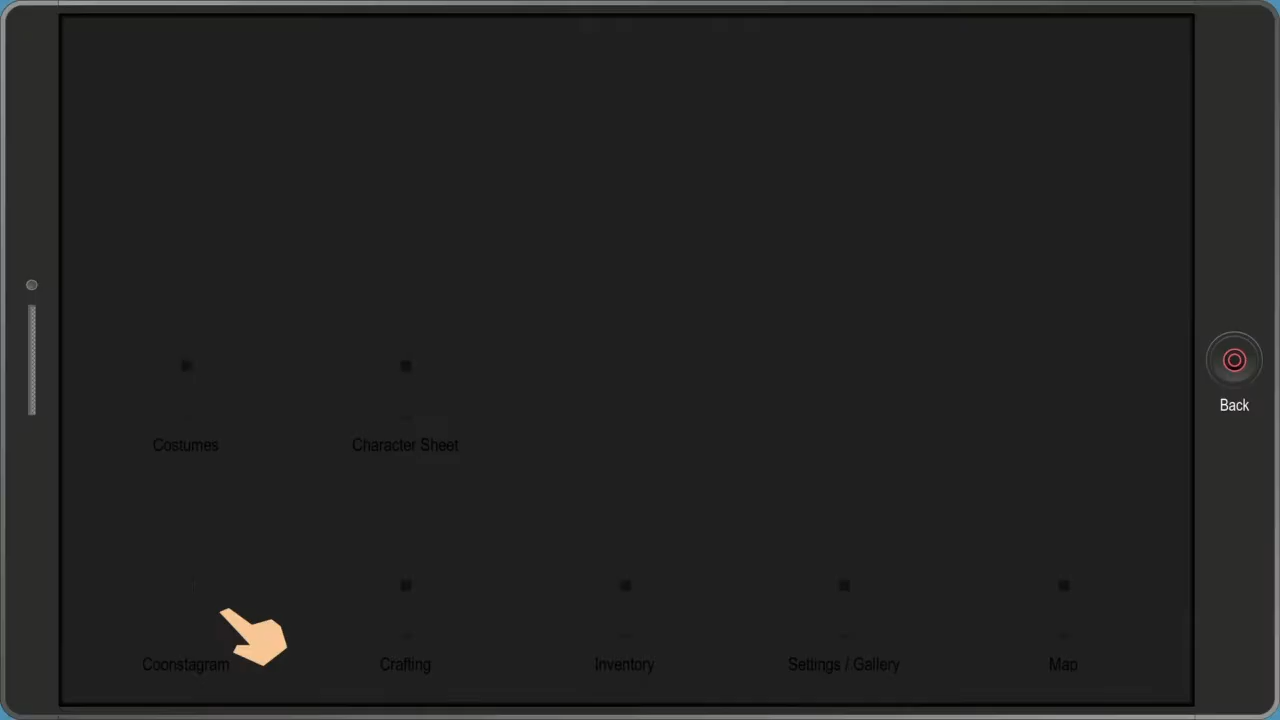 Back
Costumes
Character Sheet
Coonstagram
Crafting
Inventory
Settings / Gallery
Map